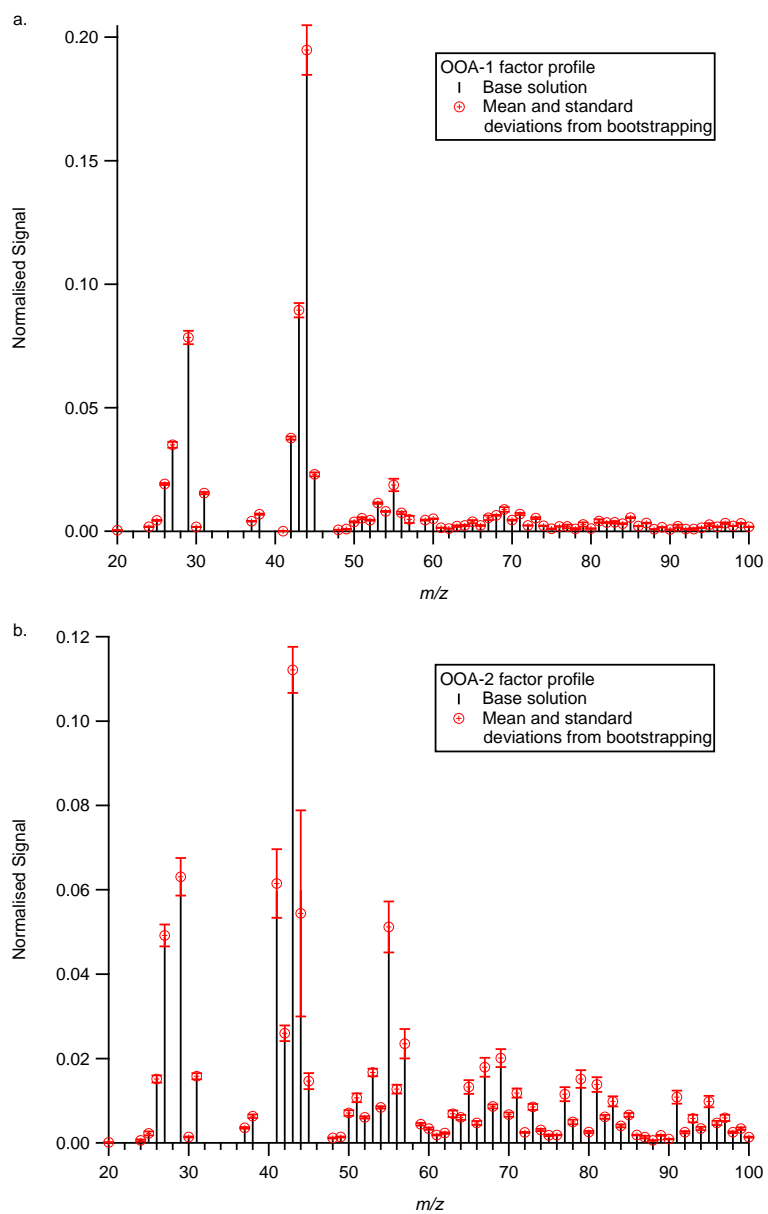 a.
0.20
0.15
0.10
0.05
0.00
Normalised Signal
OOA-1 factor profile
Base solution
Mean and standard
deviations from bootstrapping
20 30 40 50 60 70 80 90 100
m/z
b.
0.12
0.10
0.08
0.06
0.04
0.02
0.00
Normalised Signal
OOA-2 factor profile
Base solution
Mean and standard
deviations from bootstrapping
20 30 40 50 60 70 80 90 100
m/z